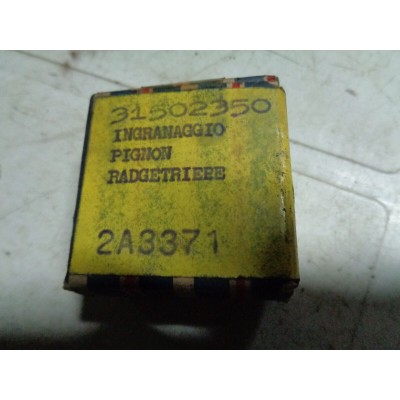 31502350
INGRANAGGIO
PIGNON
RADGETRIEBE
2A3371